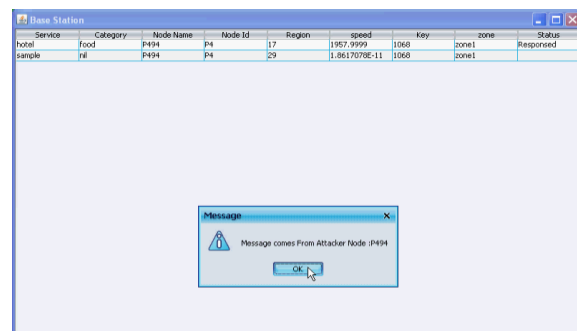 Base Station
Service Category Node Name Node Id Region speed Key zone Status
hotel food P494 P4 17 1957.9999 1068 zone1 Responsed
sample nil P494 P4 29 1.8617078E-11 1068 zone1
Message
Message comes From Attacker Node :P494
OK